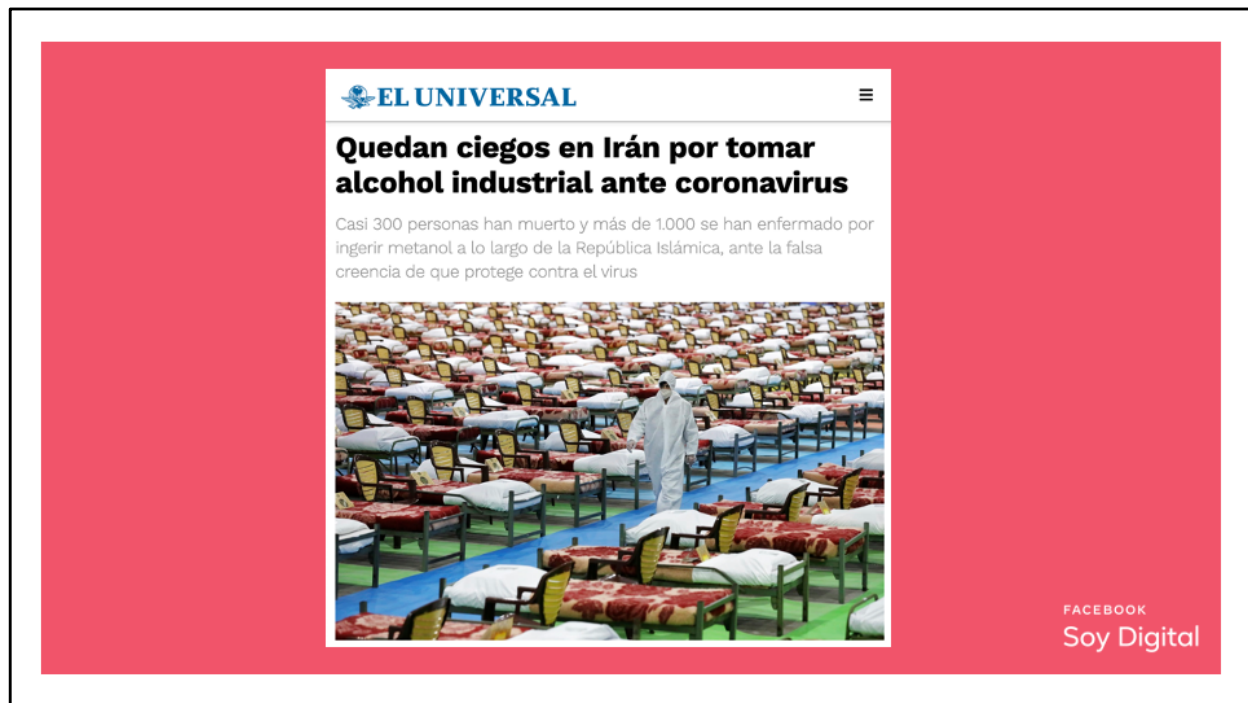 EL UNIVERSAL
Quedan ciegos en Irán por tomar
alcohol industrial ante coronavirus
Casi 300 personas han muerto y más de 1.000 se han enfermado por
ingerir metanol a lo largo de la República Islámica, ante la falsa
creencia de que protege contra el virus
FACEBOOK
Soy Digital